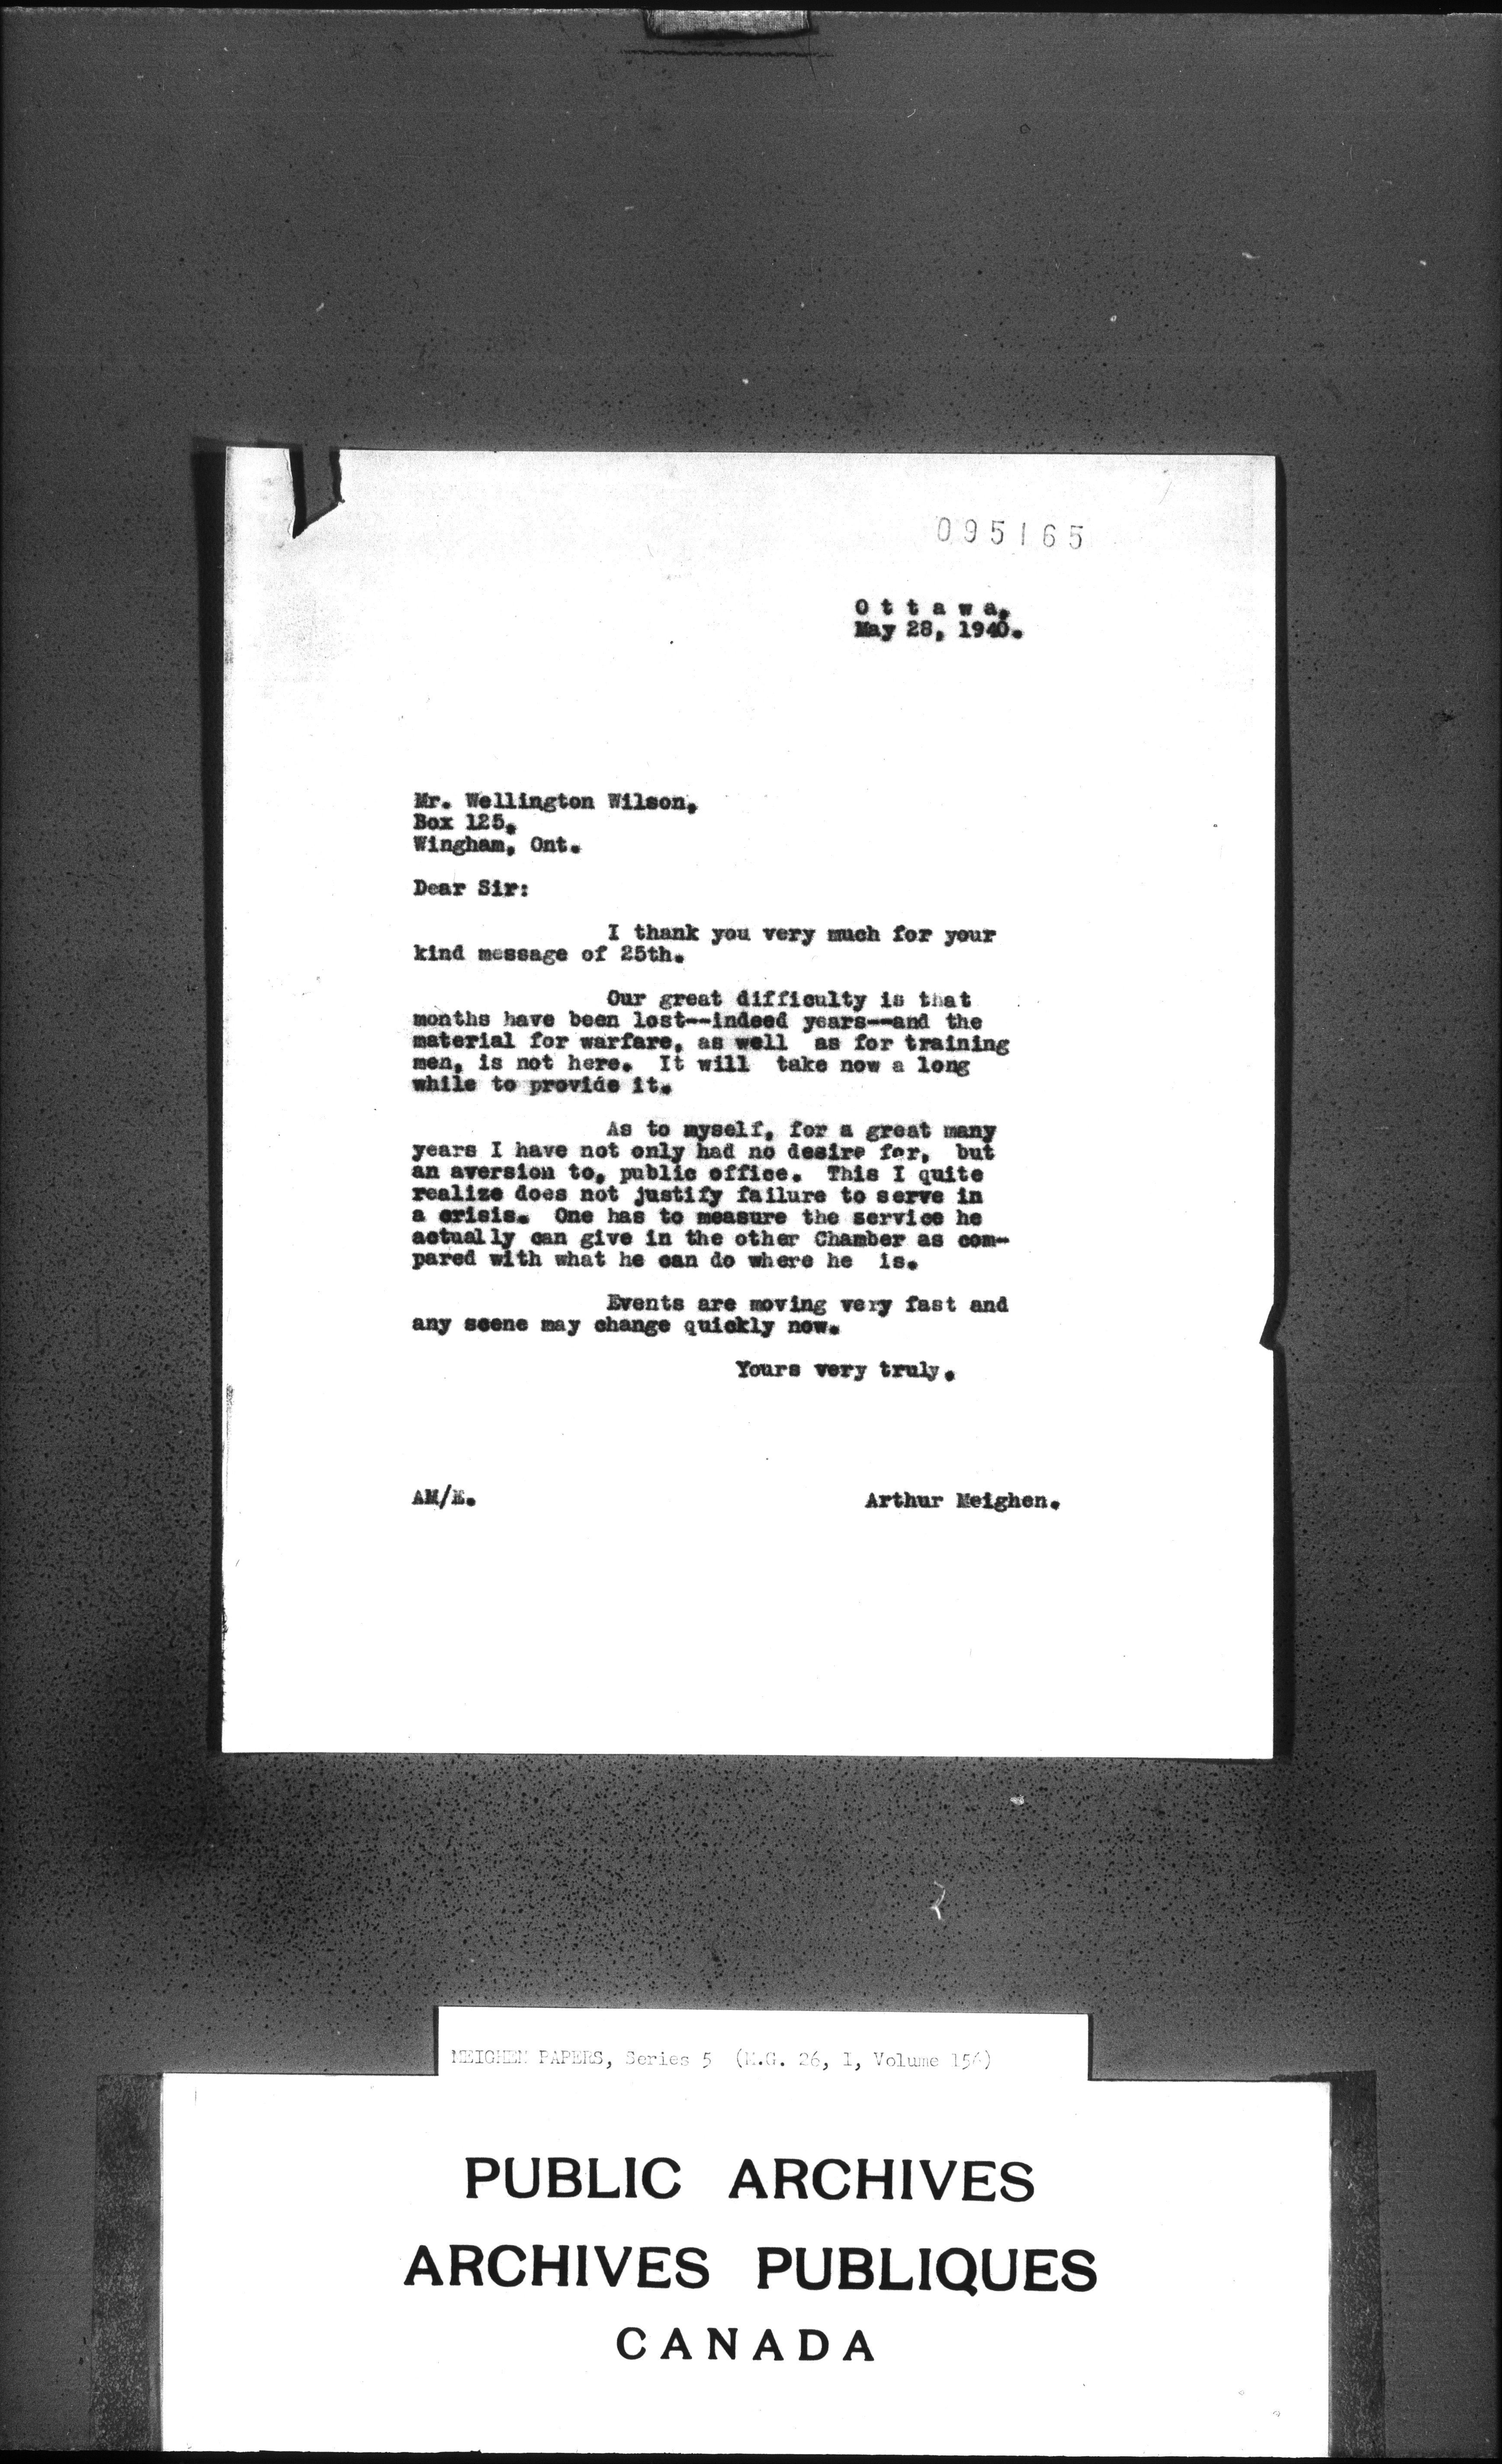 095165
Ottawa,
May 28, 1940.
Mr. Wellington Wilson,
Box 125,
Wingham, Ont.
Dear Sir:
I thank you very much for your
kind message of 25th.
Our great difficulty is that
months have been lost--indeed years--and the
material for warfare, as well as for training
men, is not here. It will take now a long
while to provide it.
As to myself, for a great many
years I have not only had no desire for, but
an aversion to, public office. This I quite
realize does not justify failure to serve in
a crisis. One has to measure the service he
actually can give in the other Chamber as com-
pared with what he can do where he is.
Events are moving very fast and
any scene may change quickly now.
Yours very truly,
AM/M.
Arthur Meighen.
MEIGHEN PAPERS, Series 5 (M.G. 26, I, Volume
PUBLIC ARCHIVES
ARCHIVES PUBLIQUES
CANADA